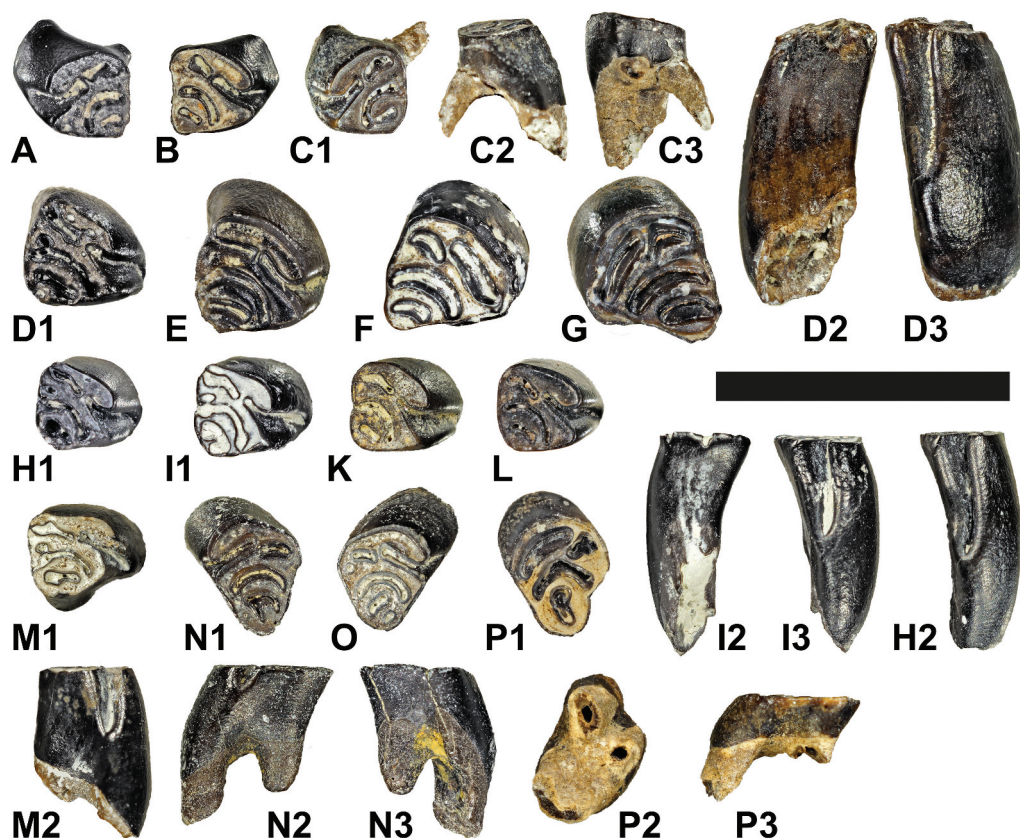 A B C1 C2 C3
D1 E F G D2 D3
H1 I1 K L
M1 N1 O P1 I2 I3 H2
M2 N2 N3 P2 P3